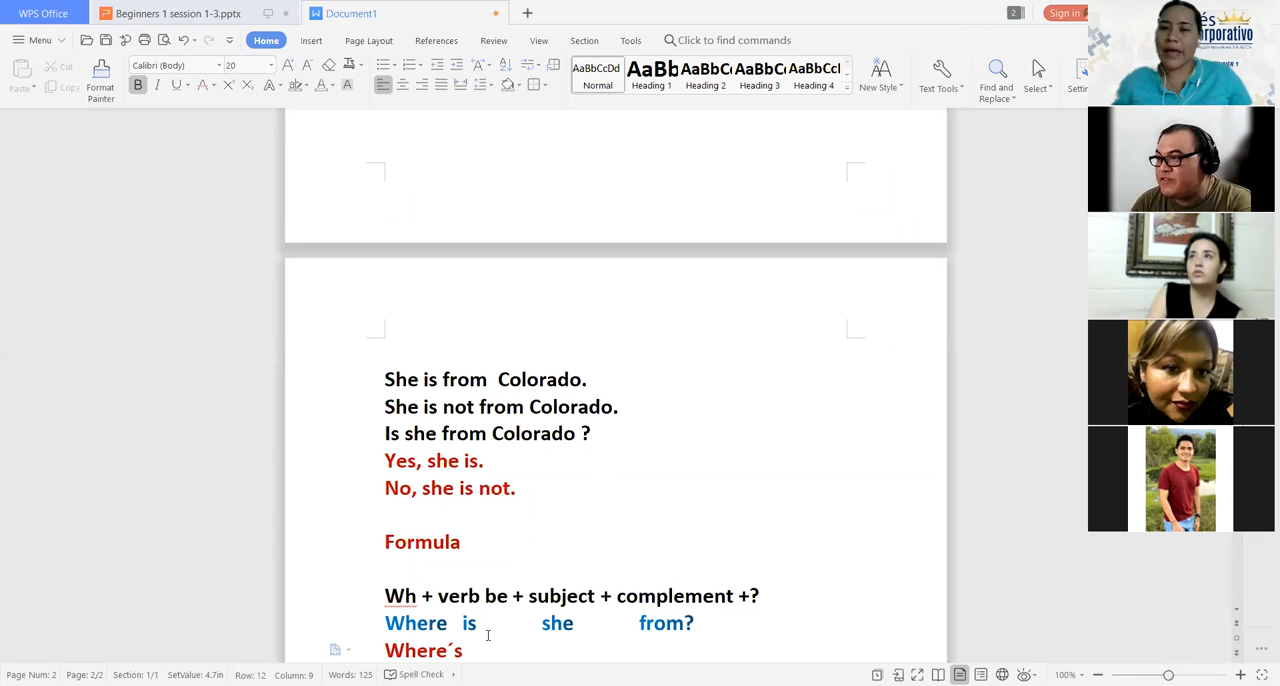 WPS Office
Beginners 1 session 1-3.pptx
Document1
2
Sign in
Menu
Home
Insert
Page Layout
References
Review
View
Section
Tools
Click to find commands
Paste
Cut
Copy
Format
Painter
Calibri (Body)
20
AaBbCcDd
Normal
AaBb
Heading 1
AaBbC
Heading 2
AaBbC
Heading 3
AaBbCcI
Heading 4
New Style
Text Tools
Find and
Replace
Select
Settin
és
rporativo
She is from Colorado.
She is not from Colorado.
Is she from Colorado ?
Yes, she is.
No, she is not.
Formula
Wh + verb be + subject + complement +?
Where is she from?
Where´s
Page Num: 2 Page: 2/2 Section: 1/1 SetValue: 4.7in Row: 12 Column: 9 Words: 125 Spell Check
100%